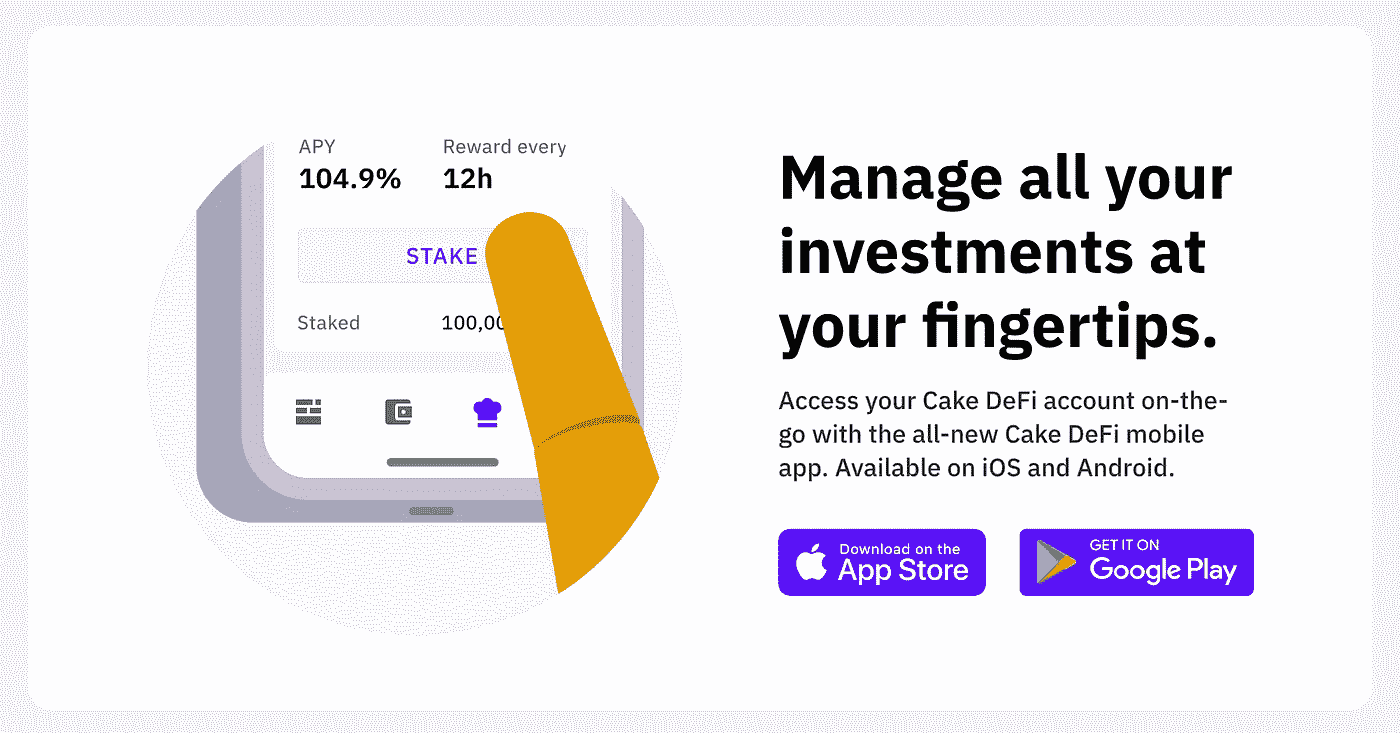 APY
Reward every
104.9%
12h
STAKE
Staked
100,00
Manage all your
investments at
your fingertips.
Access your Cake DeFi account on-the-
go with the all-new Cake DeFi mobile
app. Available on iOS and Android.
Download on the
App Store
GET IT ON
Google Play